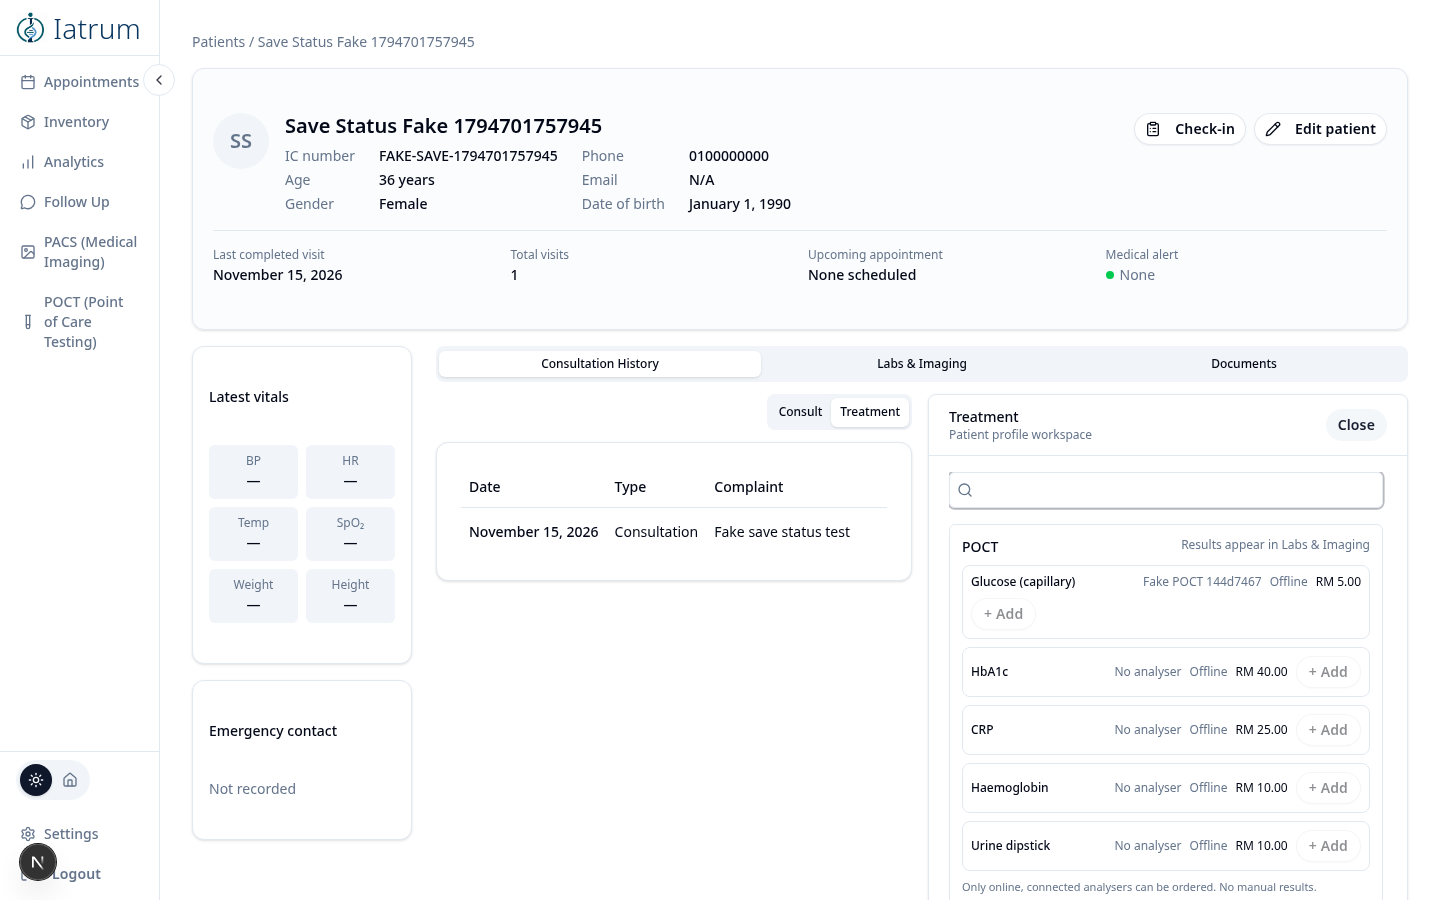 Iatrum
Appointments
Inventory
Analytics
Follow Up
PACS (Medical
Imaging)
POCT (Point
of Care
Testing)
Settings
N
Logout
Patients / Save Status Fake 1794701757945
SS
Save Status Fake 1794701757945
IC number FAKE-SAVE-1794701757945 Phone 0100000000
Age 36 years Email N/A
Gender Female Date of birth January 1, 1990
Check-in
Edit patient
Last completed visit Total visits Upcoming appointment Medical alert
November 15, 2026 1 None scheduled None
Latest vitals
BP HR
— —
Temp SpO₂
— —
Weight Height
— —
Emergency contact
Not recorded
Consultation History Labs & Imaging Documents
Consult Treatment
Date Type Complaint
November 15, 2026 Consultation Fake save status test
Treatment
Patient profile workspace
Close
POCT Results appear in Labs & Imaging
Glucose (capillary) Fake POCT 144d7467 Offline RM 5.00
+ Add
HbA1c No analyser Offline RM 40.00 + Add
CRP No analyser Offline RM 25.00 + Add
Haemoglobin No analyser Offline RM 10.00 + Add
Urine dipstick No analyser Offline RM 10.00 + Add
Only online, connected analysers can be ordered. No manual results.